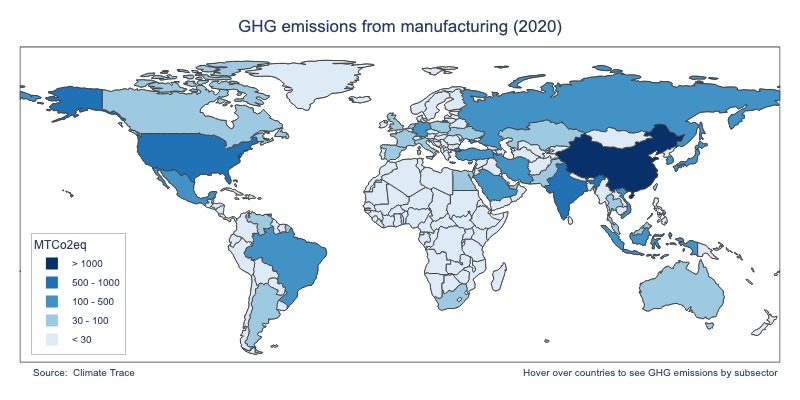 GHG emissions from manufacturing (2020)
MTCo2eq
> 1000
500 - 1000
100 - 500
30 - 100
< 30
Source: Climate Trace
Hover over countries to see GHG emissions by subsector